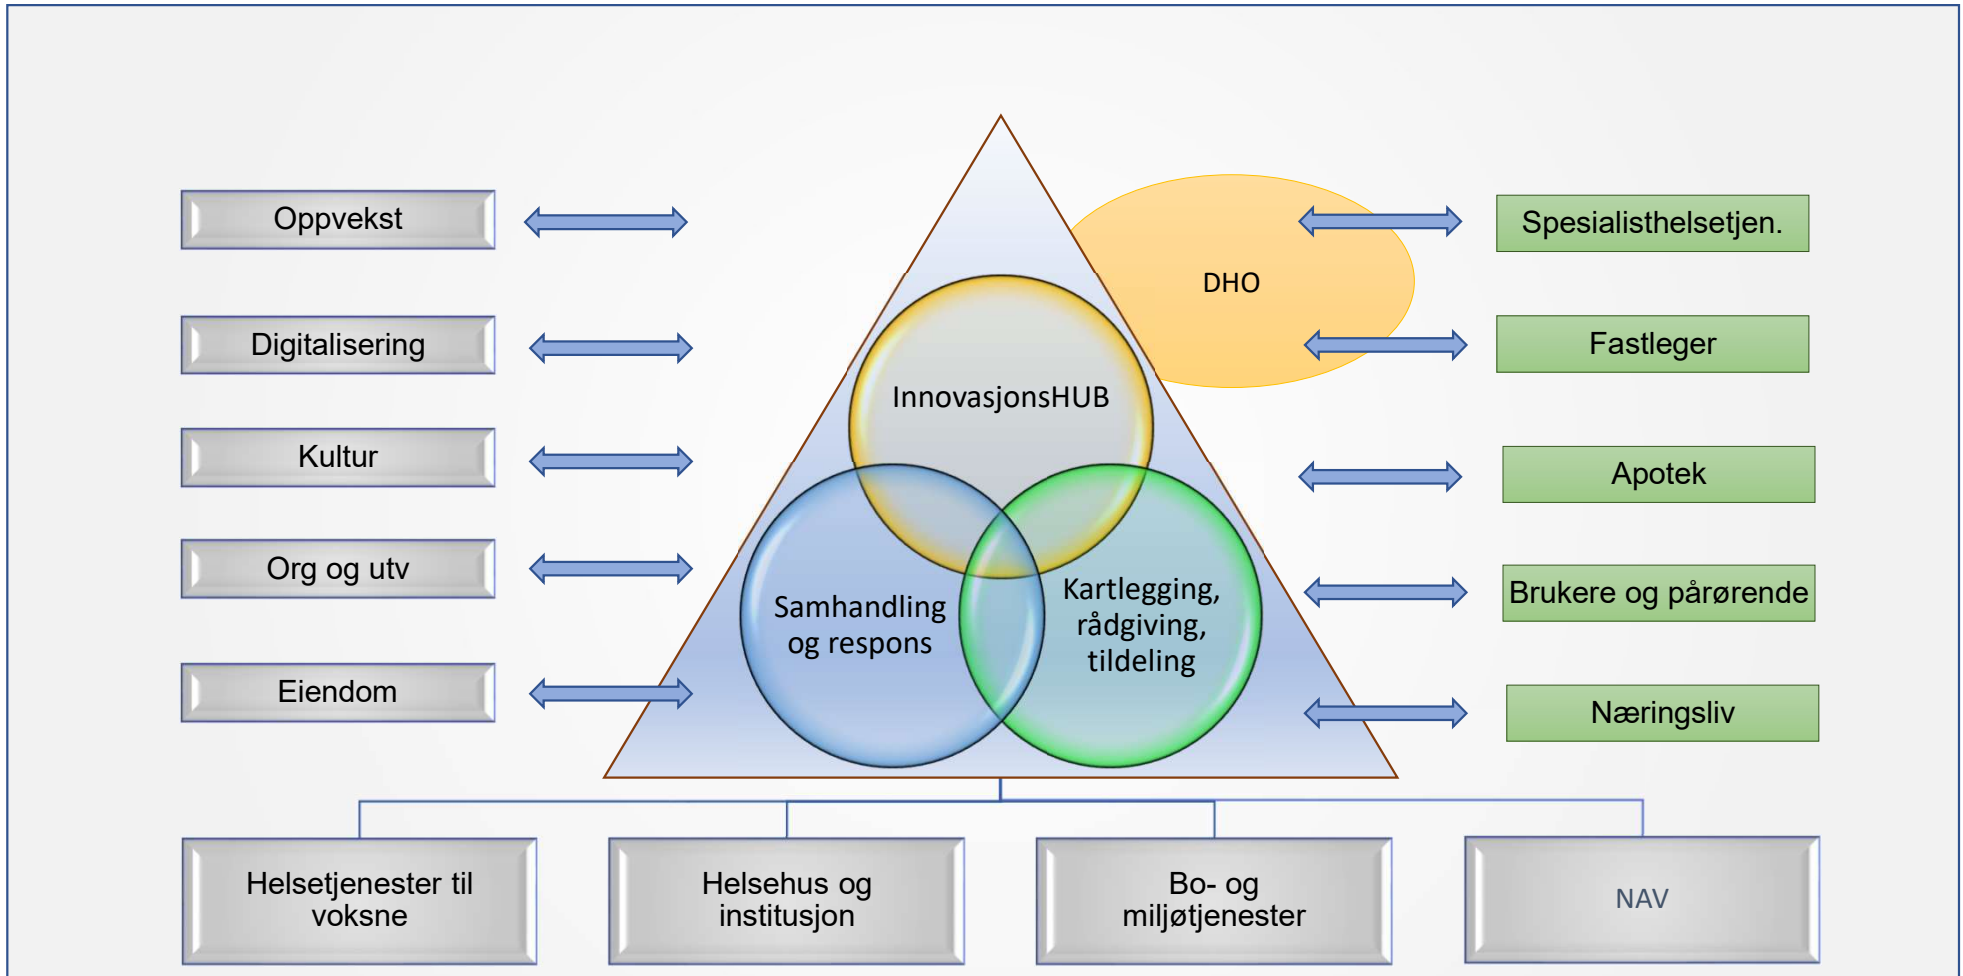 Oppvekst
Digitalisering
Kultur
Org og utv
Eiendom
DHO
InnovasjonsHUB
Samhandling
og respons
Kartlegging,
rådgiving,
tildeling
Spesialisthelsetjen.
Fastleger
Apotek
Brukere og pårørende
Næringsliv
Helsetjenester til
voksne
Helsehus og
institusjon
Bo- og
miljøtjenester
NAV